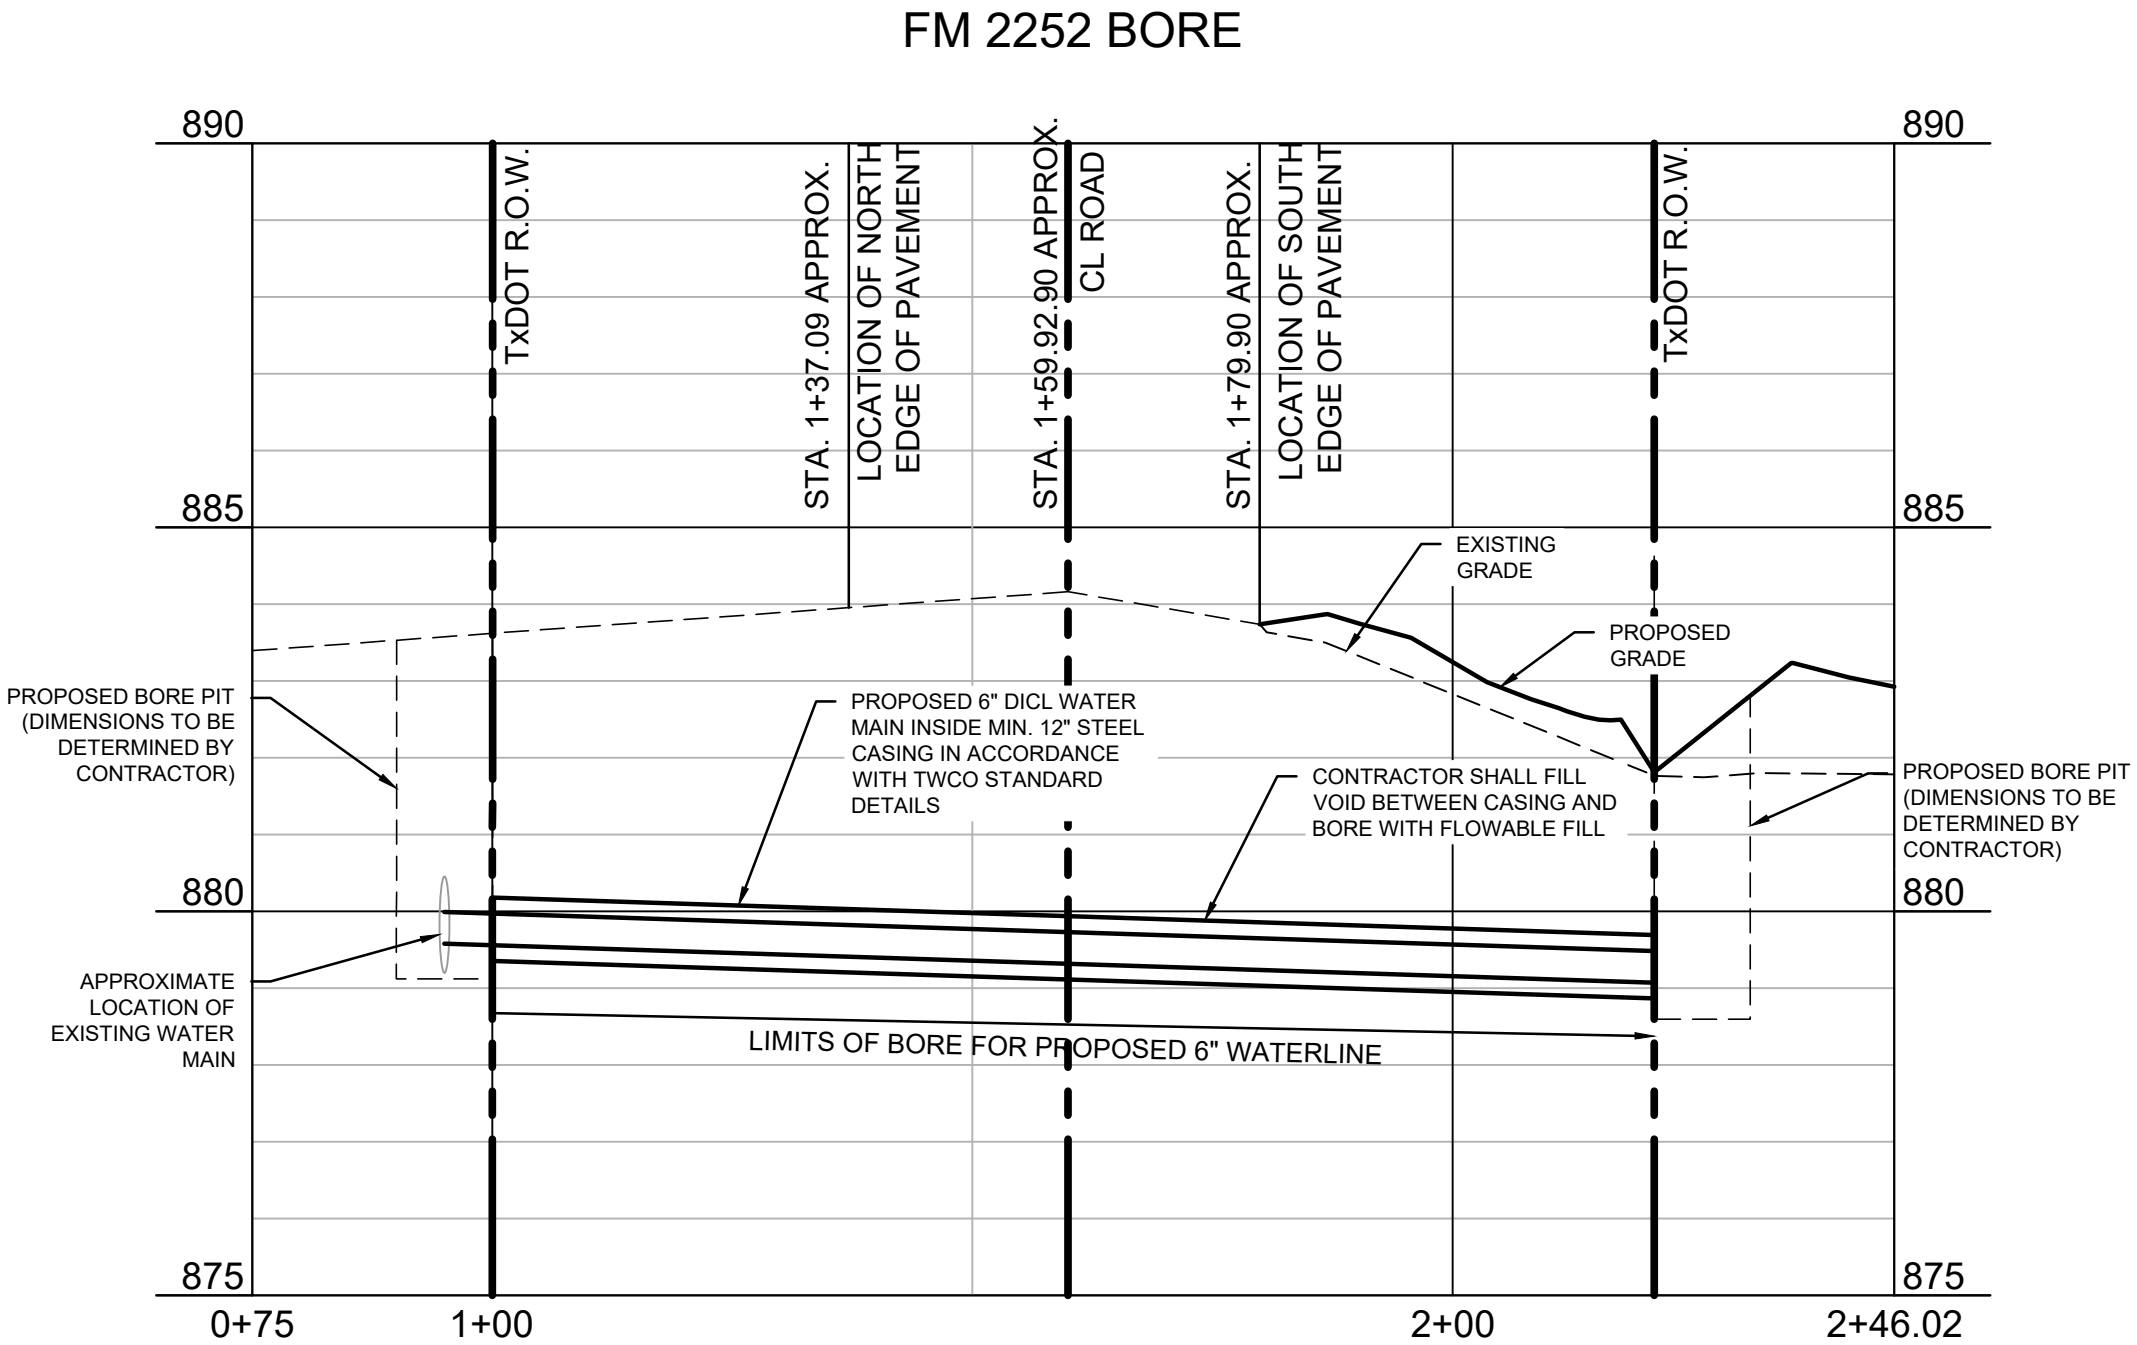 FM 2252 BORE
890
890
TxDOT R.O.W.
STA. 1+37.09 APPROX.
LOCATION OF NORTH
EDGE OF PAVEMENT
STA. 1+59.92.90 APPROX.
CL ROAD
STA. 1+79.90 APPROX.
LOCATION OF SOUTH
EDGE OF PAVEMENT
TxDOT R.O.W.
885
885
EXISTING
GRADE
PROPOSED
GRADE
PROPOSED BORE PIT
(DIMENSIONS TO BE
DETERMINED BY
CONTRACTOR)
PROPOSED 6" DICL WATER
MAIN INSIDE MIN. 12" STEEL
CASING IN ACCORDANCE
WITH TWCO STANDARD
DETAILS
CONTRACTOR SHALL FILL
VOID BETWEEN CASING AND
BORE WITH FLOWABLE FILL
PROPOSED BORE PIT
(DIMENSIONS TO BE
DETERMINED BY
CONTRACTOR)
880
880
APPROXIMATE
LOCATION OF
EXISTING WATER
MAIN
LIMITS OF BORE FOR PROPOSED 6" WATERLINE
875
875
0+75
1+00
2+00
2+46.02